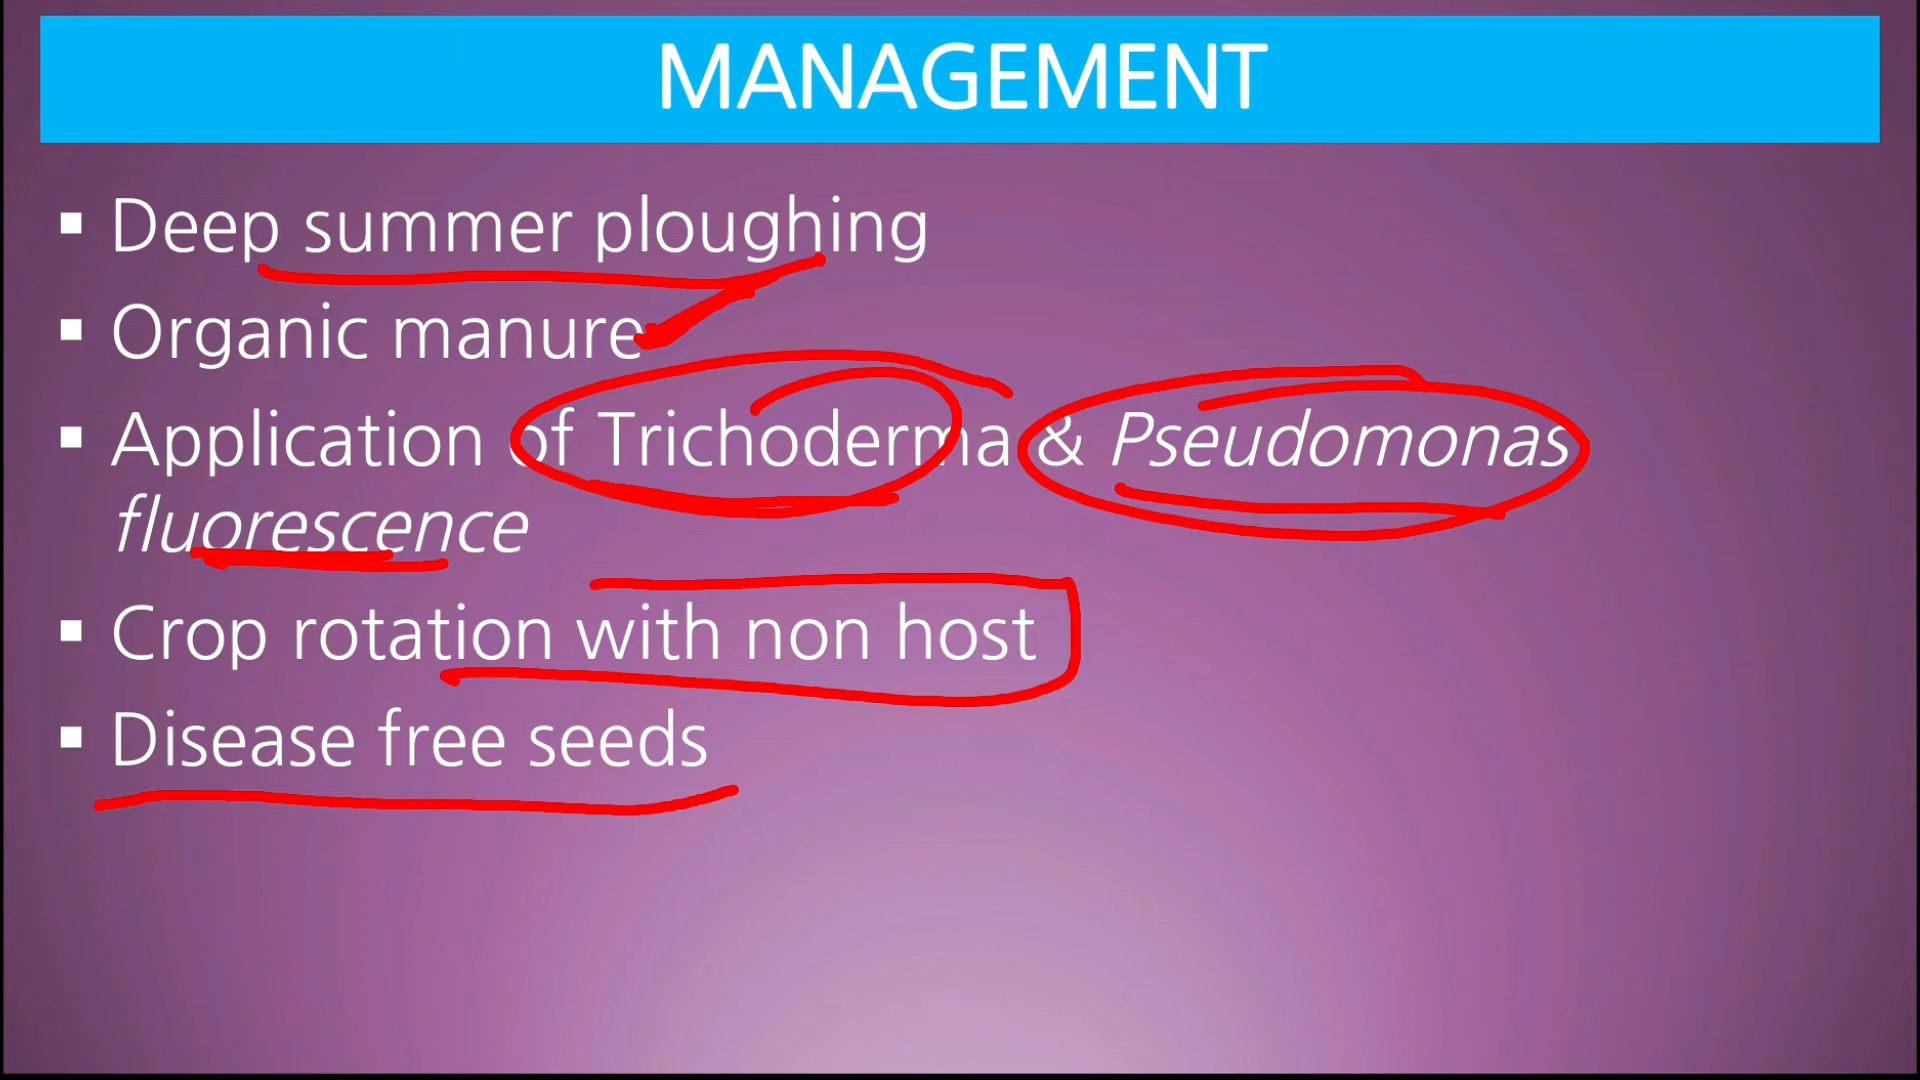 MANAGEMENT
▪ Deep summer ploughing
▪ Organic manure
▪ Application of Trichoderma & Pseudomonas
fluorescence
▪ Crop rotation with non host
▪ Disease free seeds